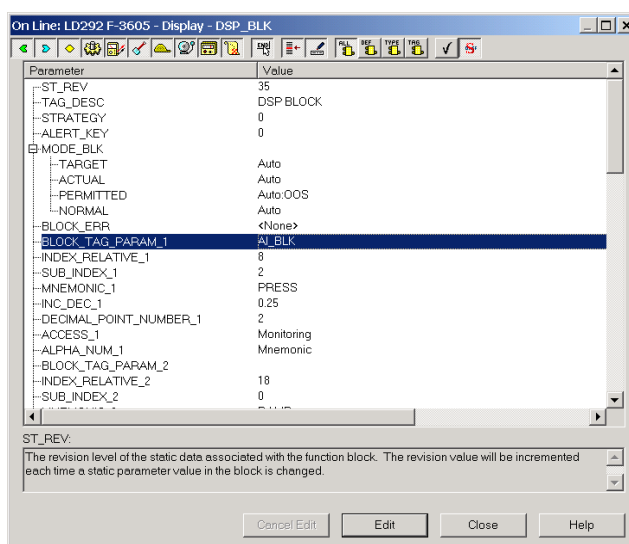 On Line: LD292 F-3605 - Display - DSP_BLK
Parameter Value
ST_REV 35
TAG_DESC DSP BLOCK
STRATEGY 0
ALERT_KEY 0
MODE_BLK
TARGET Auto
ACTUAL Auto
PERMITTED Auto:OOS
NORMAL Auto
BLOCK_ERR <None>
BLOCK_TAG_PARAM_1 AI_BLK
INDEX_RELATIVE_1 8
SUB_INDEX_1 2
MNEMONIC_1 PRESS
INC_DEC_1 0.25
DECIMAL_POINT_NUMBER_1 2
ACCESS_1 Monitoring
ALPHA_NUM_1 Mnemonic
BLOCK_TAG_PARAM_2
INDEX_RELATIVE_2 18
SUB_INDEX_2 0
ST_REV:
The revision level of the static data associated with the function block. The revision value will be incremented
each time a static parameter value in the block is changed.
Cancel Edit Edit Close Help